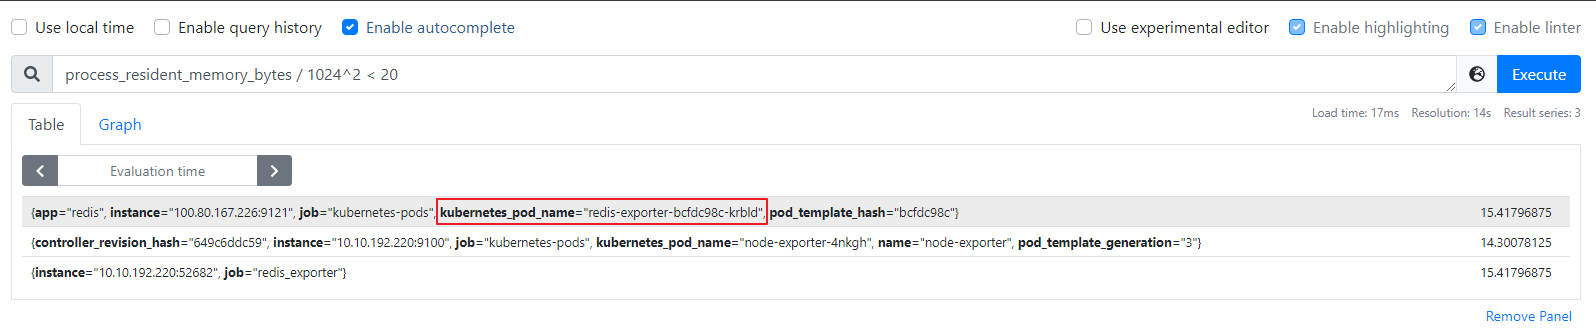 Use local time Enable query history Enable autocomplete Use experimental editor Enable highlighting Enable linter
process_resident_memory_bytes / 1024^2 < 20 Execute
Load time: 17ms Resolution: 14s Result series: 3
Table Graph
Evaluation time
{app="redis", instance="100.80.167.226:9121", job="kubernetes-pods", kubernetes_pod_name="redis-exporter-bcfdc98c-krbld", pod_template_hash="bcfdc98c"} 15.41796875
{controller_revision_hash="649c6ddc59", instance="10.10.192.220:9100", job="kubernetes-pods", kubernetes_pod_name="node-exporter-4nkgh", name="node-exporter", pod_template_generation="3"} 14.30078125
{instance="10.10.192.220:52682", job="redis_exporter"} 15.41796875
Remove Panel